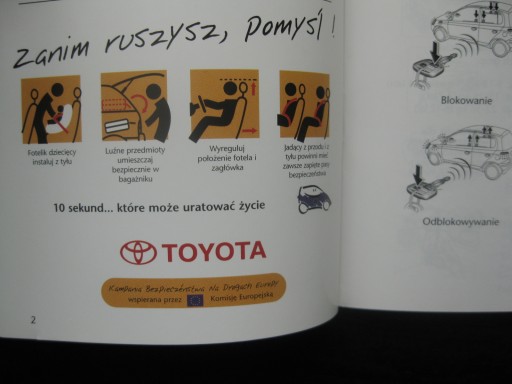 Zanim ruszysz, pomyśl!
Fotelik dziecięcy
instaluj z tyłu
Luźne przedmioty
umieszczaj
bezpiecznie w
bagażniku
Wyreguluj
położenie fotela i
zagłówka
Jadący z przodu i z
tyłu powinni mieć
zawsze zapięte pasy
bezpieczeństwa
10 sekund... które może uratować życie
TOYOTA
Kampania Bezpieczeństwa Na Drogach Europy
wspierana przez Komisję Europejską
2
Blokowanie
Odblokowywanie